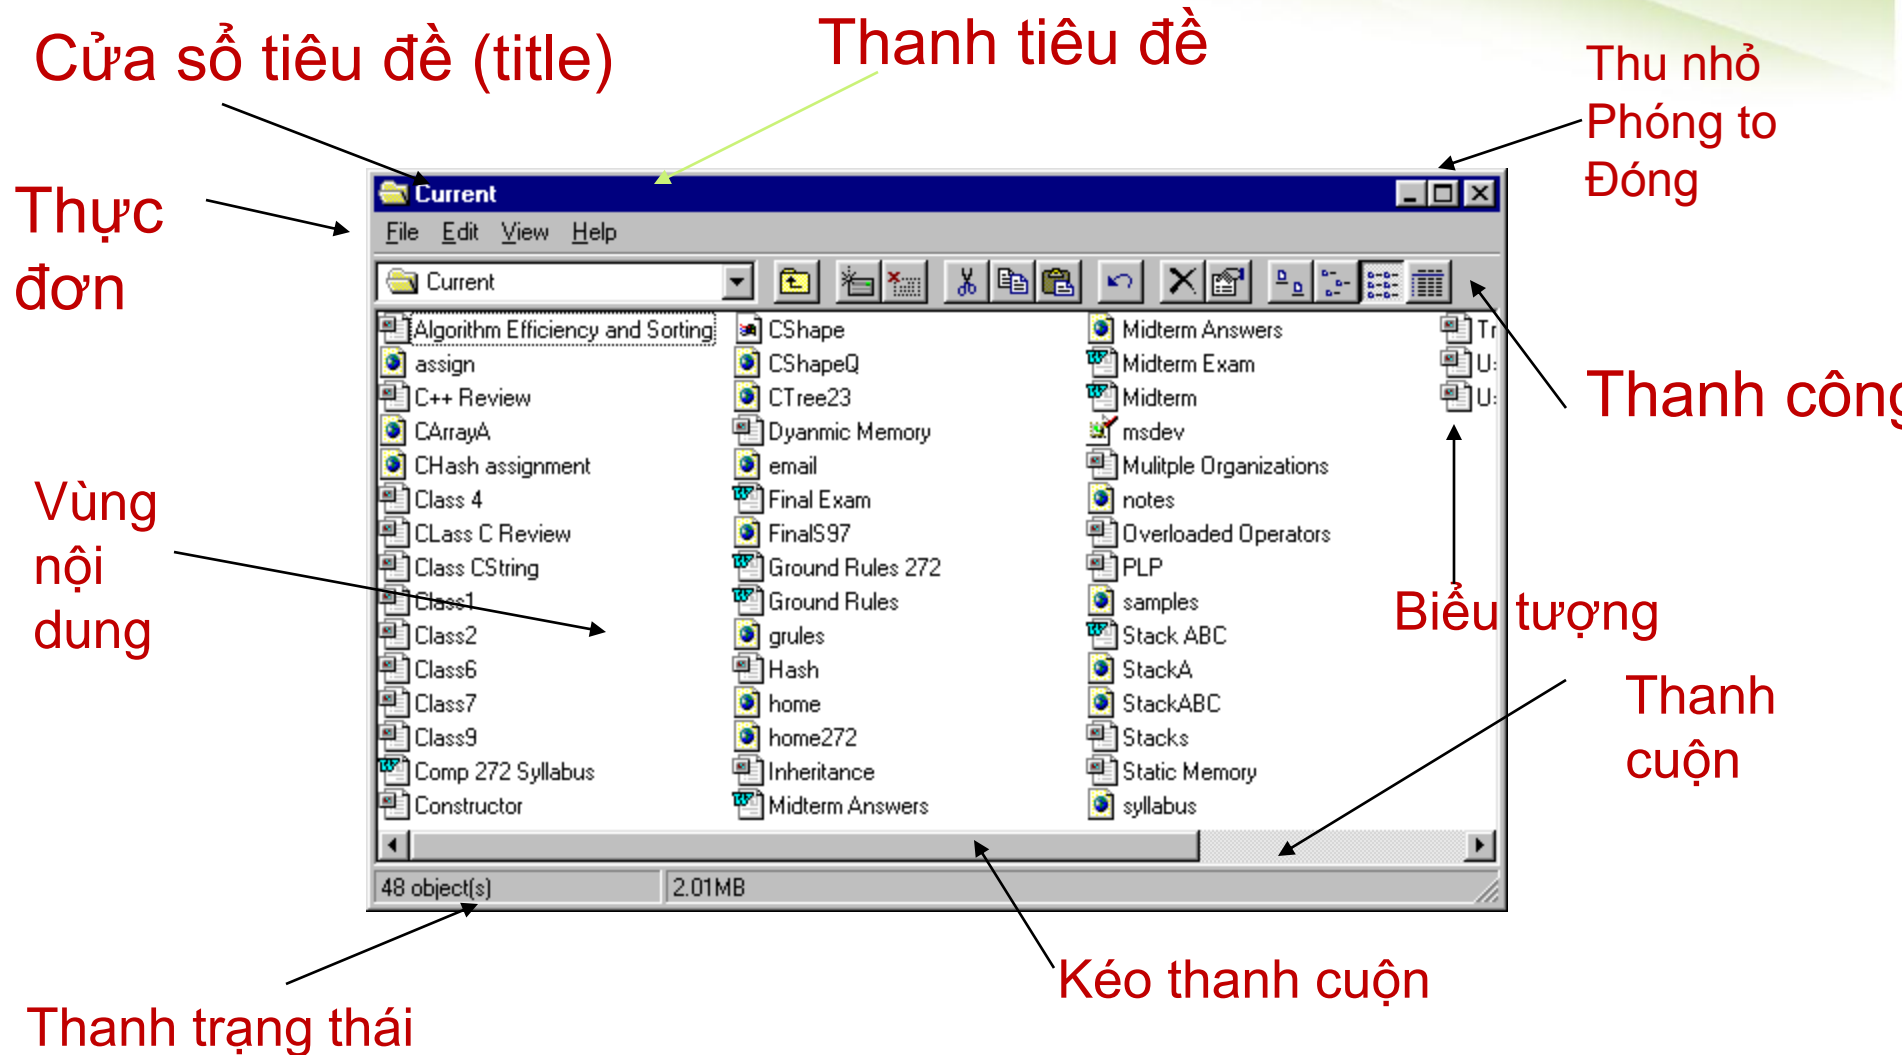 Cửa sổ tiêu đề (title)
Thanh tiêu đề
Thu nhỏ
Phóng to
Đóng
Thực
đơn
Current
File Edit View Help
Current
Algorithm Efficiency and Sorting
assign
C++ Review
CArrayA
CHash assignment
Class 4
CLass C Review
Class CString
Class1
Class2
Class6
Class7
Class9
Comp 272 Syllabus
Constructor
CShape
CShapeQ
CTree23
Dyanmic Memory
email
Final Exam
FinalS97
Ground Rules 272
Ground Rules
grules
Hash
home
home272
Inheritance
Midterm Answers
Midterm Answers
Midterm Exam
Midterm
msdev
Mulitple Organizations
notes
Overloaded Operators
PLP
samples
Stack ABC
StackA
StackABC
Stacks
Static Memory
syllabus
Tr
Thanh công
Vùng
nội
dung
Biểu tượng
Thanh
cuộn
48 object(s) 2.01MB
Kéo thanh cuộn
Thanh trạng thái